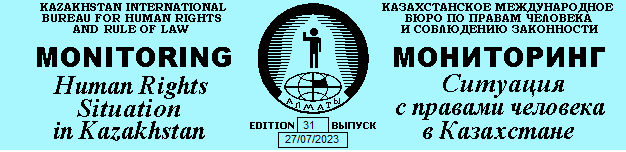 KAZAKHSTAN INTERNATIONAL
BUREAU FOR HUMAN RIGHTS
AND RULE OF LAW
MONITORING
Human Rights
Situation
in Kazakhstan
АЛМАТЫ
EDITION 31 ВЫПУСК
27/07/2023
КАЗАХСТАНСКОЕ МЕЖДУНАРОДНОЕ
БЮРО ПО ПРАВАМ ЧЕЛОВЕКА
И СОБЛЮДЕНИЮ ЗАКОННОСТИ
МОНИТОРИНГ
Ситуация
с правами человека
в Казахстане